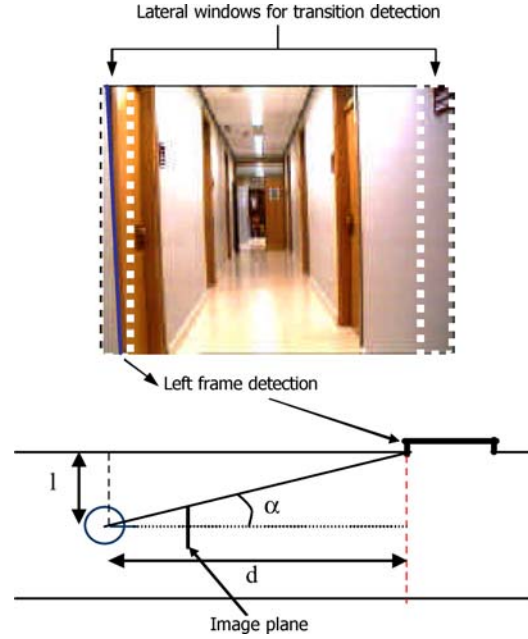 Lateral windows for transition detection
Left frame detection
l
α
d
Image plane